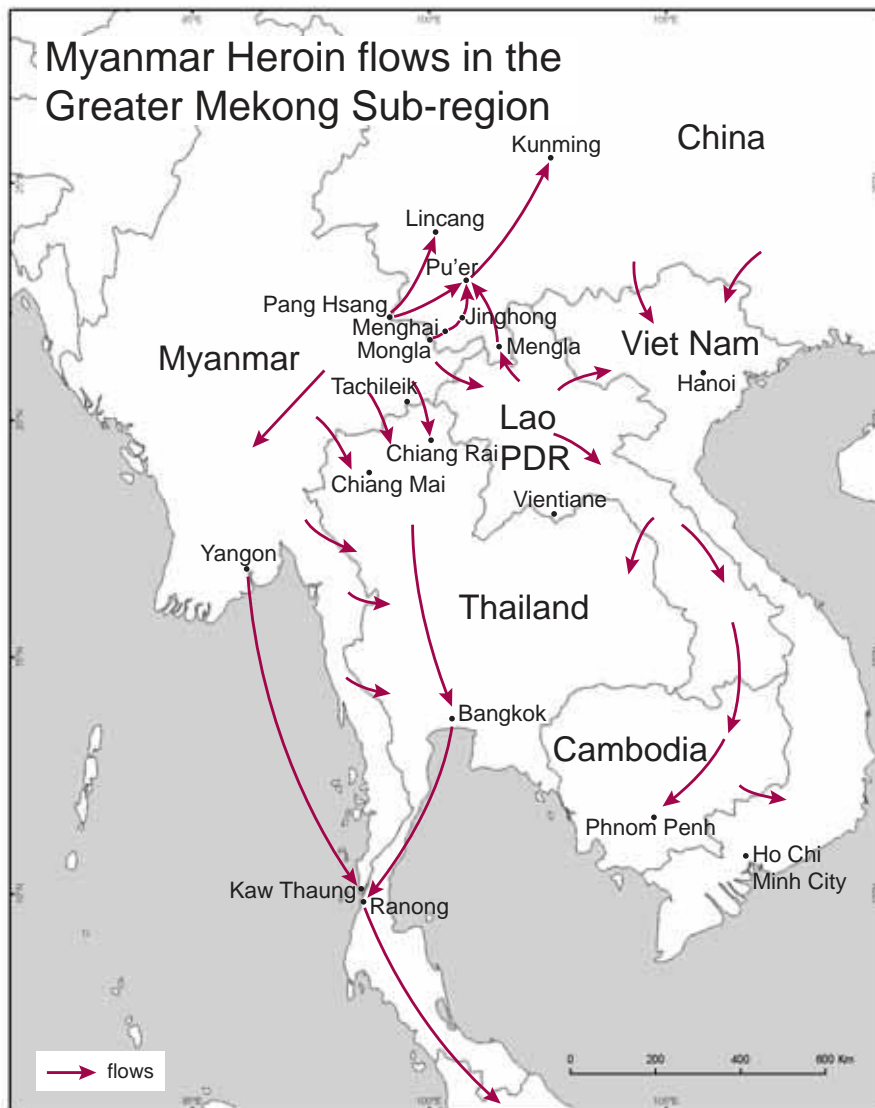 Myanmar Heroin flows in the
Greater Mekong Sub-region
China
Kunming
Lincang
Pu'er
Pang Hsang
Jinghong
Menghai
Mongla
Mengla
Viet Nam
Myanmar
Hanoi
Tachileik
Lao
PDR
Chiang Rai
Chiang Mai
Vientiane
Yangon
Thailand
Bangkok
Cambodia
Phnom Penh
Ho Chi
Minh City
Kaw Thaung
Ranong
flows
0 200 400 600 Km